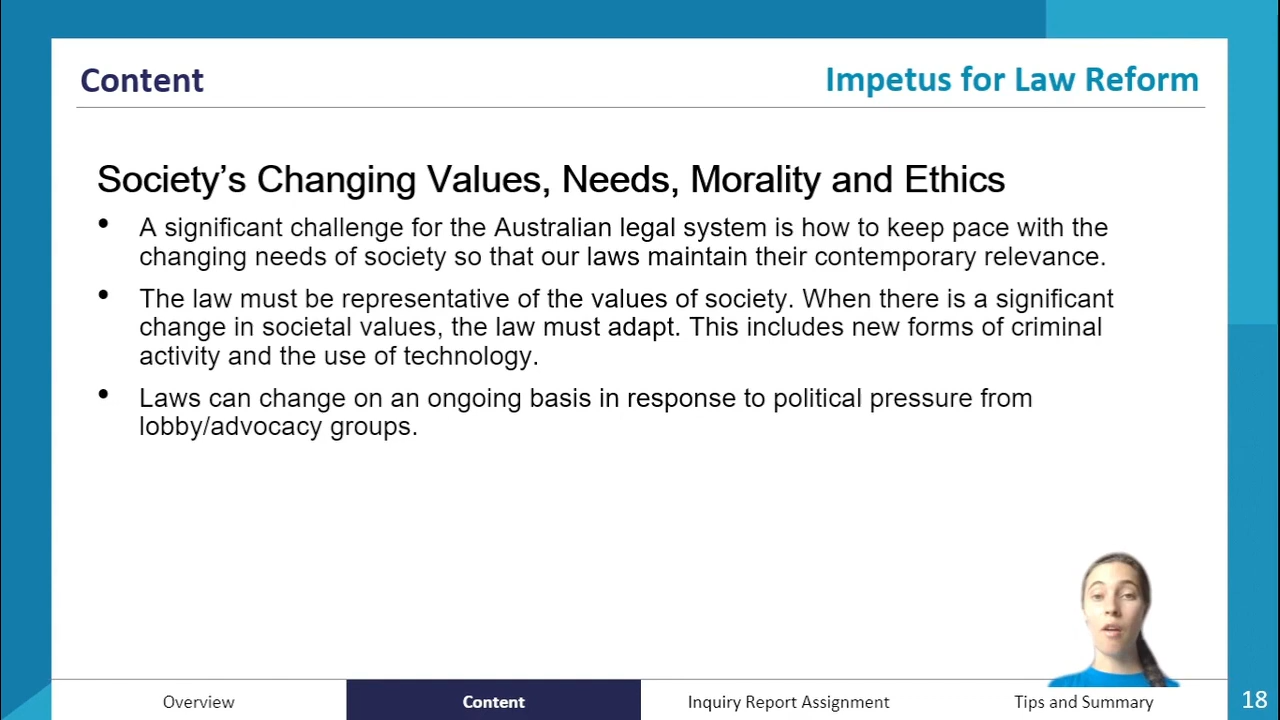 Content
Impetus for Law Reform
Society’s Changing Values, Needs, Morality and Ethics
• A significant challenge for the Australian legal system is how to keep pace with the
changing needs of society so that our laws maintain their contemporary relevance.
• The law must be representative of the values of society. When there is a significant
change in societal values, the law must adapt. This includes new forms of criminal
activity and the use of technology.
• Laws can change on an ongoing basis in response to political pressure from
lobby/advocacy groups.
Overview
Content
Inquiry Report Assignment
Tips and Summary
18